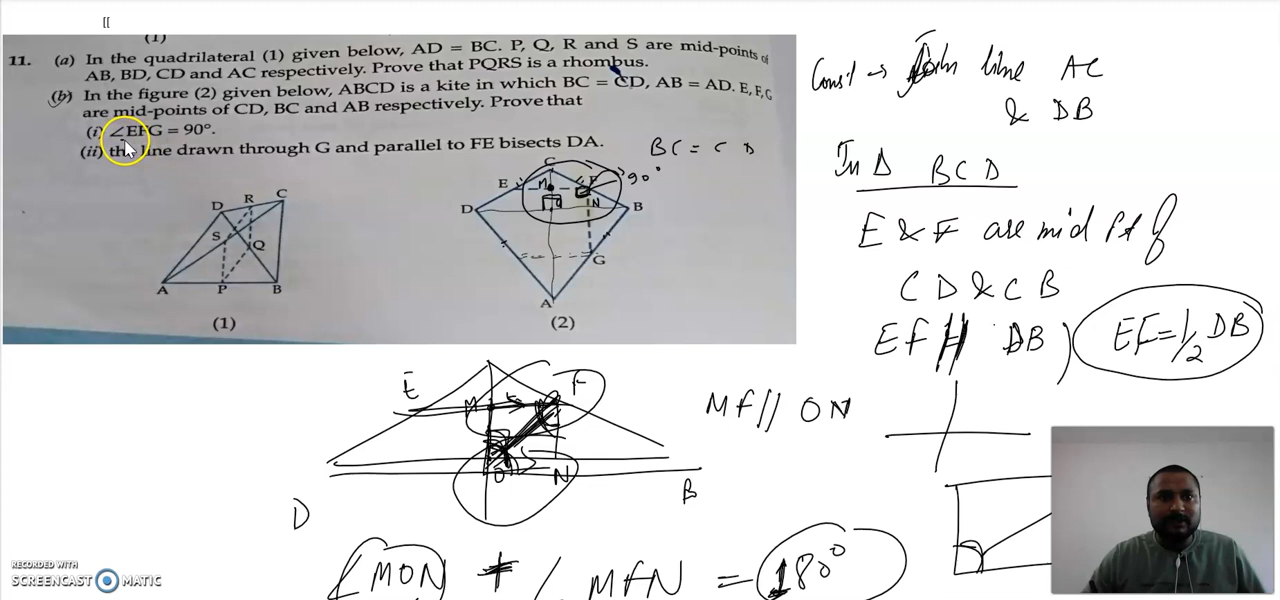 [[
(1)
11. (a) In the quadrilateral (1) given below, AD = BC. P, Q, R and S are mid-points of
AB, BD, CD and AC respectively. Prove that PQRS is a rhombus.
(b) In the figure (2) given below, ABCD is a kite in which BC = CD, AB = AD. E, F, G
are mid-points of CD, BC and AB respectively. Prove that
(i) ∠EFG = 90°.
(ii) the line drawn through G and parallel to FE bisects DA.
BC = CD
90°
C
E M F
D O N B
G
A
(2)
D R C
S Q
A P B
(1)
Const ⇒ Join line AC
& DB
In Δ BCD
E & F are mid Pt of
CD & CB
EF || DB) EF = 1/2 DB
E M F
D O N B
MF // ON
∠MON + ∠MFN = 180°
RECORDED WITH
SCREENCAST MATIC